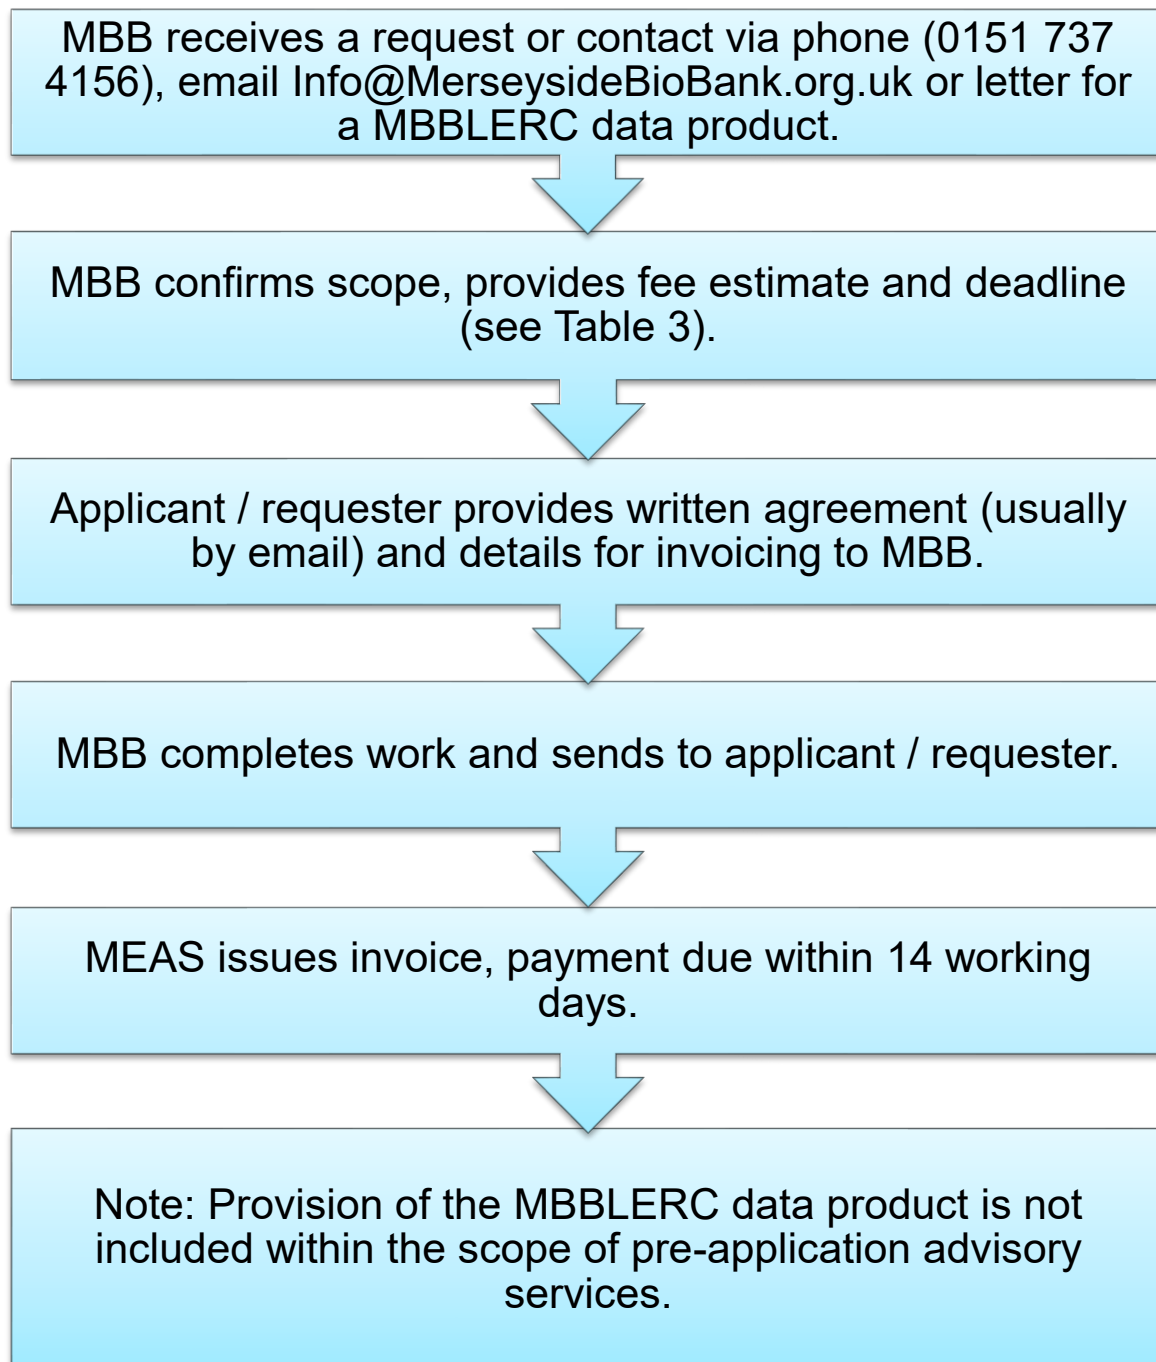 MBB receives a request or contact via phone (0151 737
4156), email Info@MerseysideBioBank.org.uk or letter for
a MBBLERC data product.
MBB confirms scope, provides fee estimate and deadline
(see Table 3).
Applicant / requester provides written agreement (usually
by email) and details for invoicing to MBB.
MBB completes work and sends to applicant / requester.
MEAS issues invoice, payment due within 14 working
days.
Note: Provision of the MBBLERC data product is not
included within the scope of pre-application advisory
services.